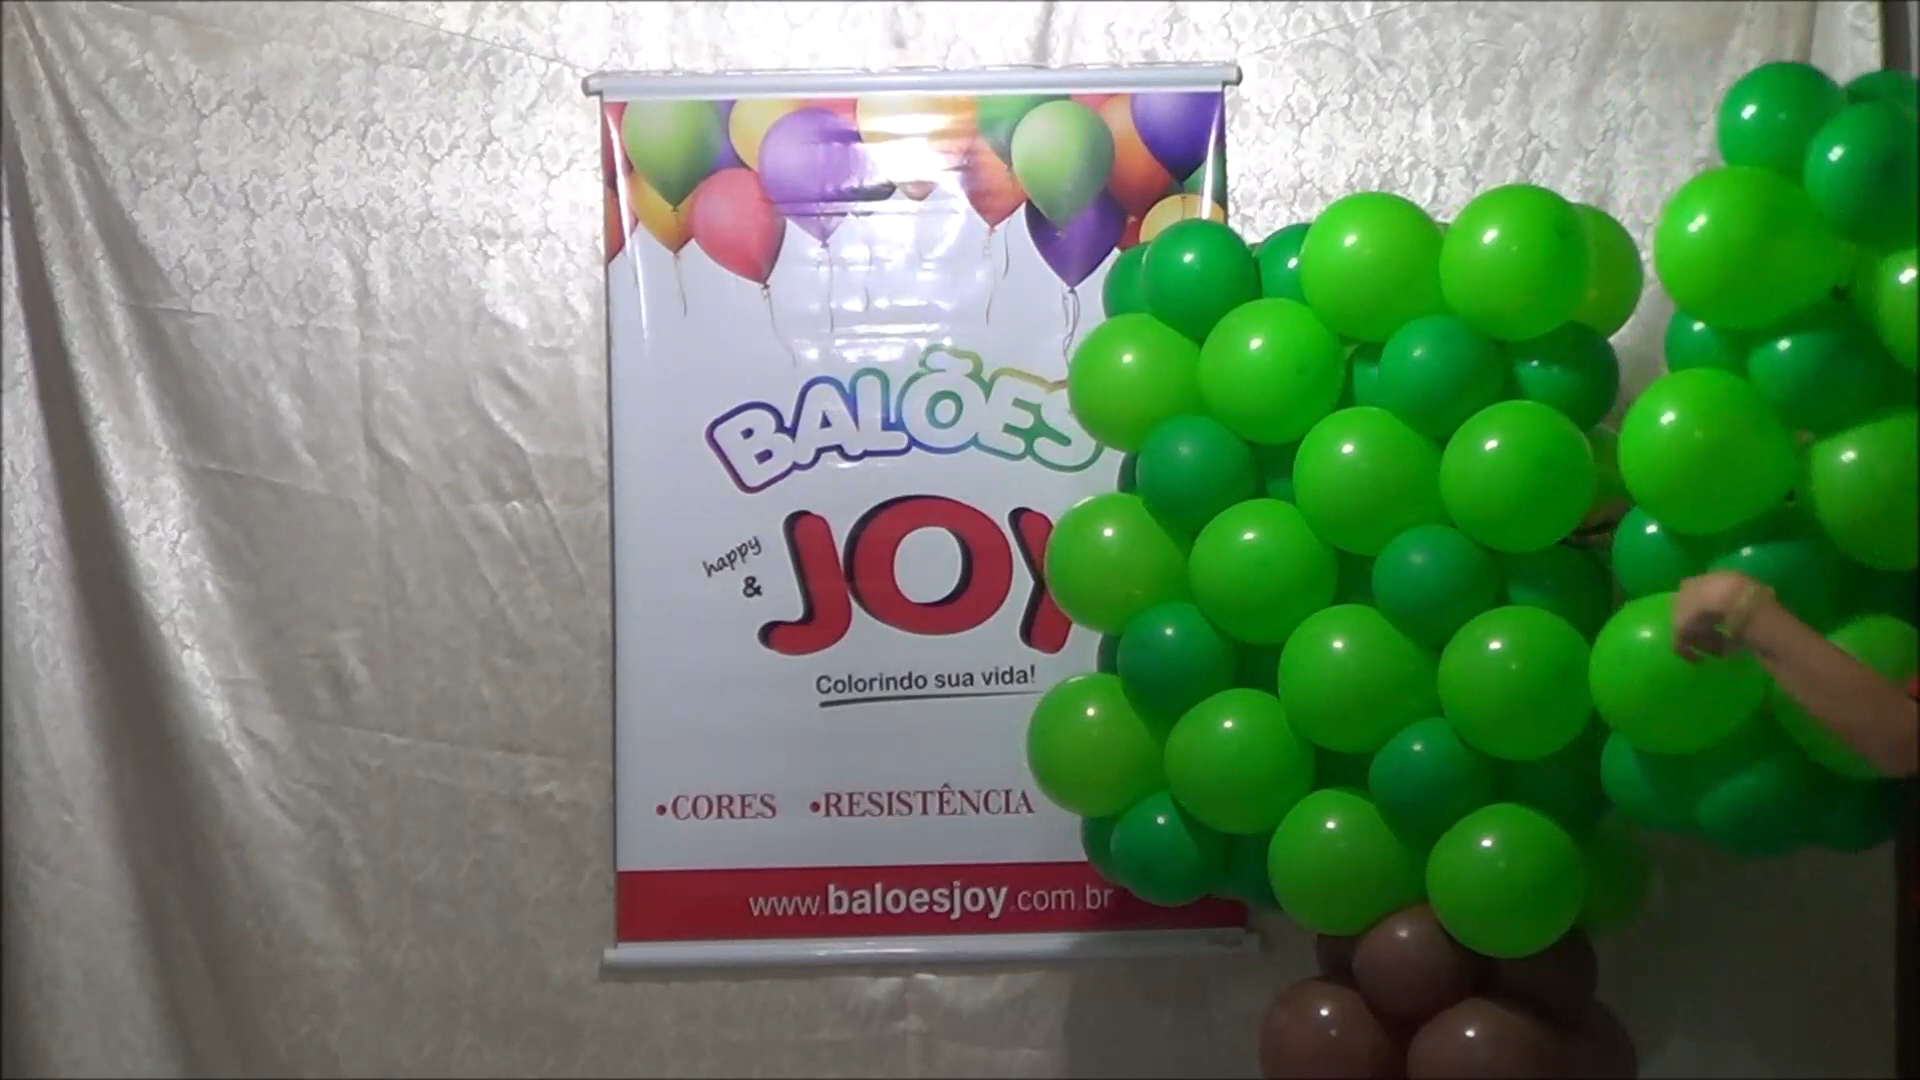 BALÕES
happy
& JOY
Colorindo sua vida!
•CORES •RESISTÊNCIA
www.baloesjoy.com.br